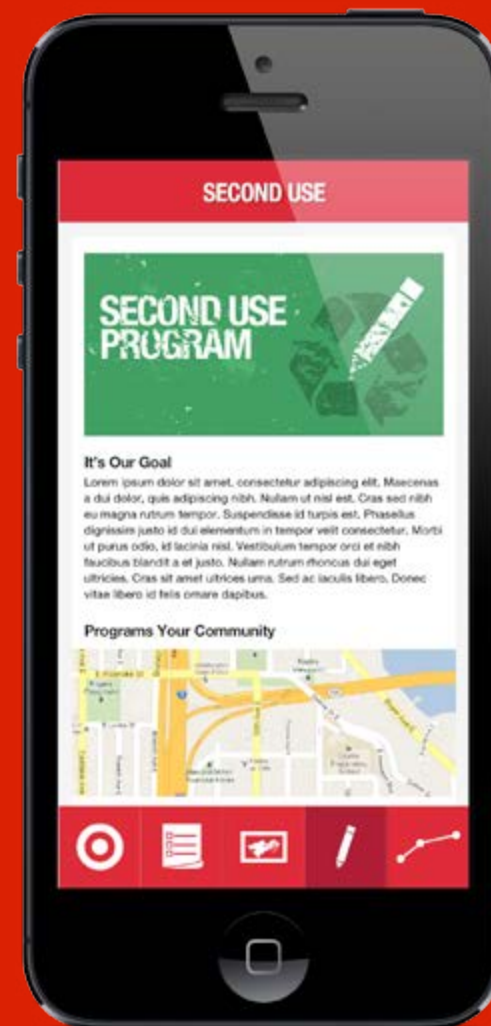 SECOND USE
SECOND USE
PROGRAM
It's Our Goal
Lorem ipsum dolor sit amet, consectetur adipiscing elit. Maecenas
a dui dolor, quis adipiscing nibh. Nullam ut nisl est. Cras sed nibh
eu magna rutrum tempor. Suspendisse id turpis est. Phasellus
dignissim justo id dui elementum in tempor velit consectetur. Morbi
ut purus odio, id lacinia nisl. Vestibulum tempor orci et nibh
faucibus blandit a et justo. Nullam rutrum rhoncus dui eget
ultricies. Cras sit amet ultrices urna. Sed ac iaculis libero. Donec
vitae libero id felis ornare dapibus.
Programs Your Community
E Roanoke St